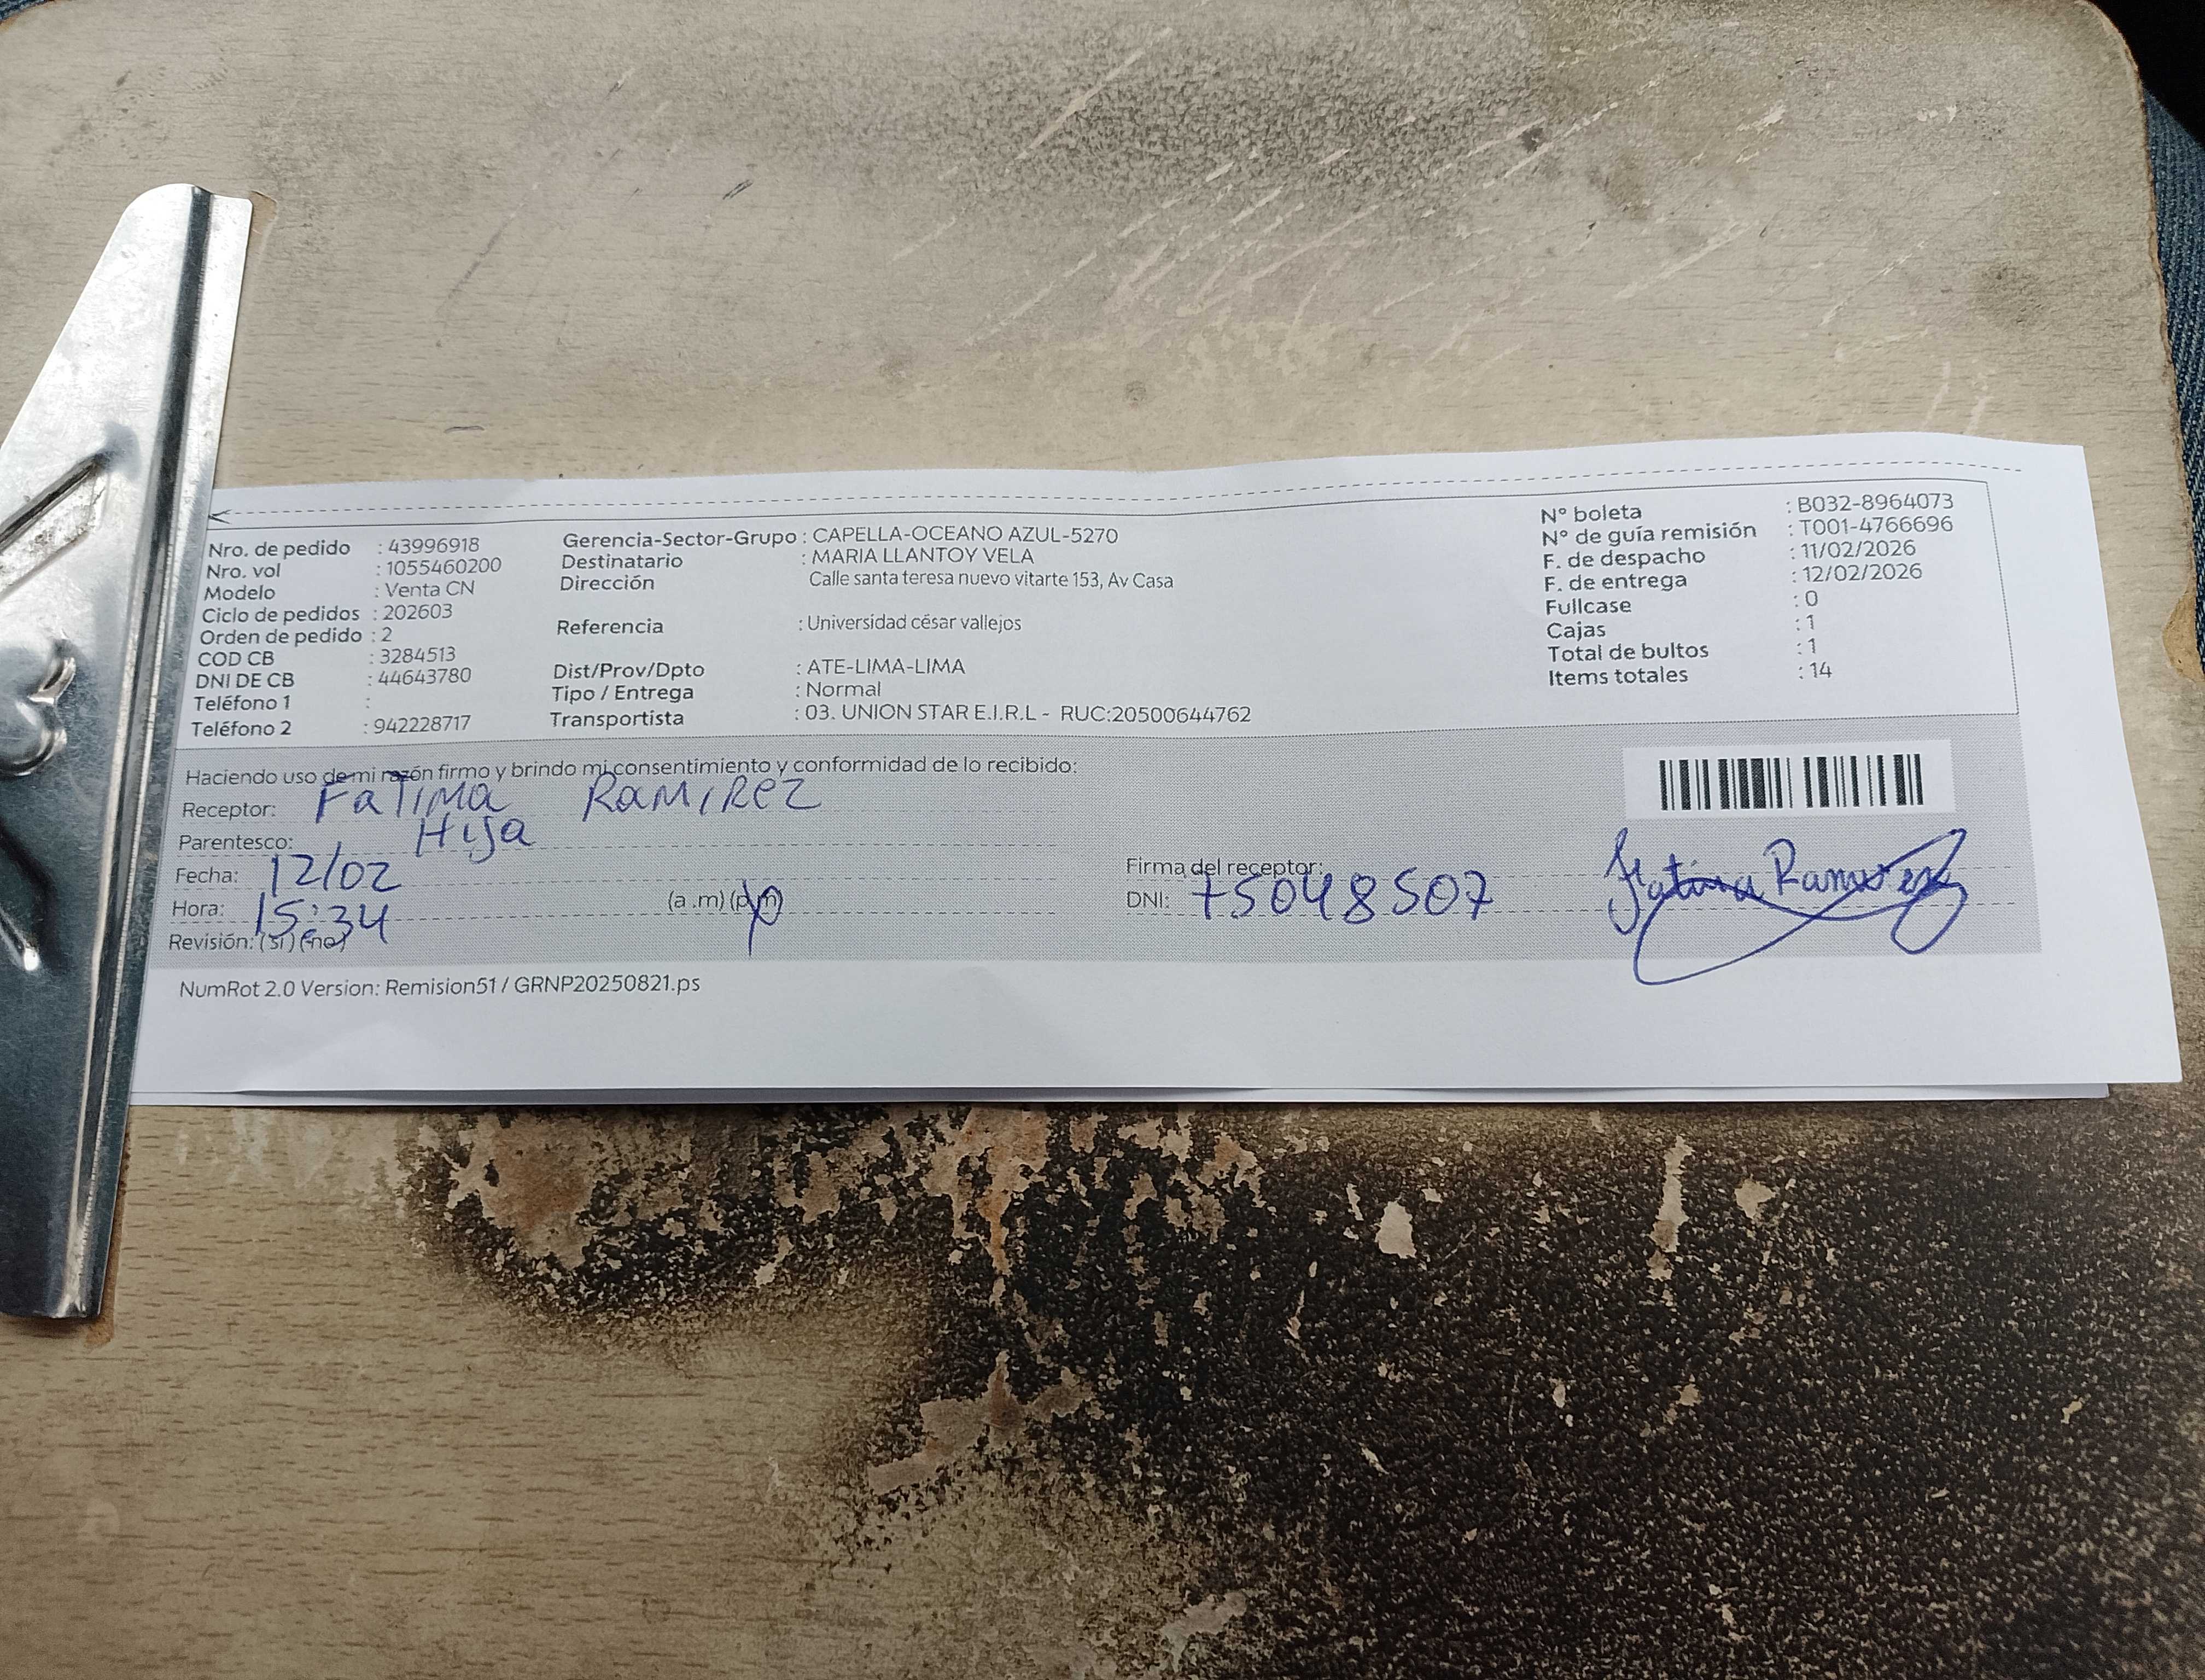 Nro. de pedido : 43996918
Nro. vol : 1055460200
Modelo : Venta CN
Ciclo de pedidos : 202603
Orden de pedido : 2
COD CB : 3284513
DNI DE CB : 44643780
Teléfono 1 :
Teléfono 2 : 942228717
Gerencia-Sector-Grupo : CAPELLA-OCEANO AZUL-5270
Destinatario : MARIA LLANTOY VELA
Dirección Calle santa teresa nuevo vitarte 153, Av Casa
Referencia : Universidad césar vallejos
Dist/Prov/Dpto : ATE-LIMA-LIMA
Tipo / Entrega : Normal
Transportista : 03. UNION STAR E.I.R.L - RUC:20500644762
N° boleta : B032-8964073
N° de guía remisión : T001-4766696
F. de despacho : 11/02/2026
F. de entrega : 12/02/2026
Fullcase : 0
Cajas : 1
Total de bultos : 1
Items totales : 14
Haciendo uso de mi razón firmo y brindo mi consentimiento y conformidad de lo recibido:
Receptor: Fatima Ramirez
Parentesco: Hija
Fecha: 12/02
Hora: 15:34 (a.m) (p.m)
Revisión: (si) (no)
Firma del receptor: Fatima Ramirez
DNI: 75048507
NumRot 2.0 Version: Remision51 / GRNP20250821.ps